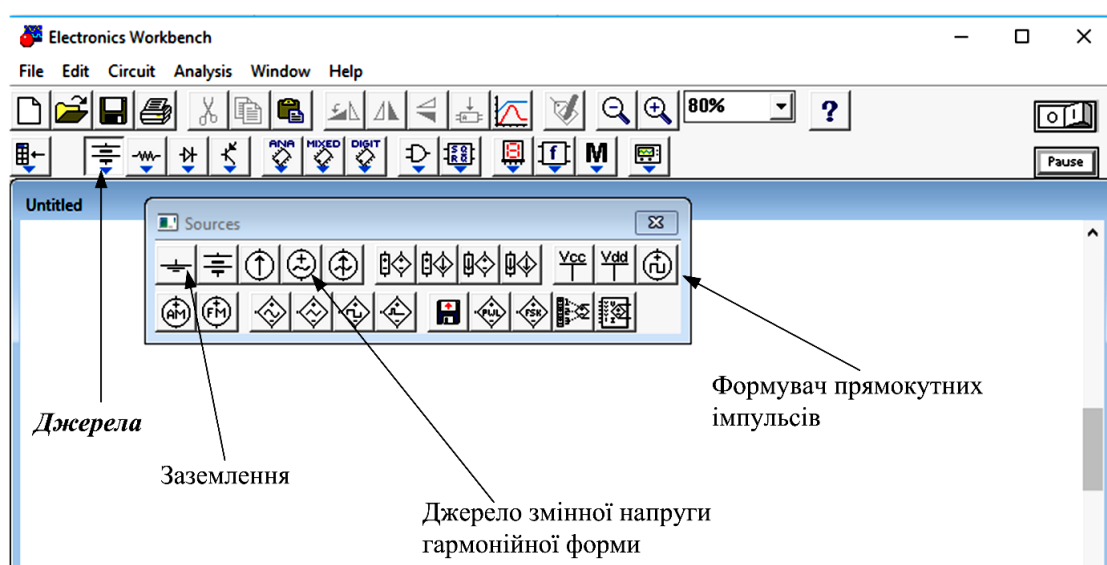 Electronics Workbench
File Edit Circuit Analysis Window Help
80%
?
ANA MIXED DIGIT
f M
Pause
Untitled
Sources
Vcc Vdd
AM FM PWL FSK
Формувач прямокутних
імпульсів
Джерела
Заземлення
Джерело змінної напруги
гармонійної форми